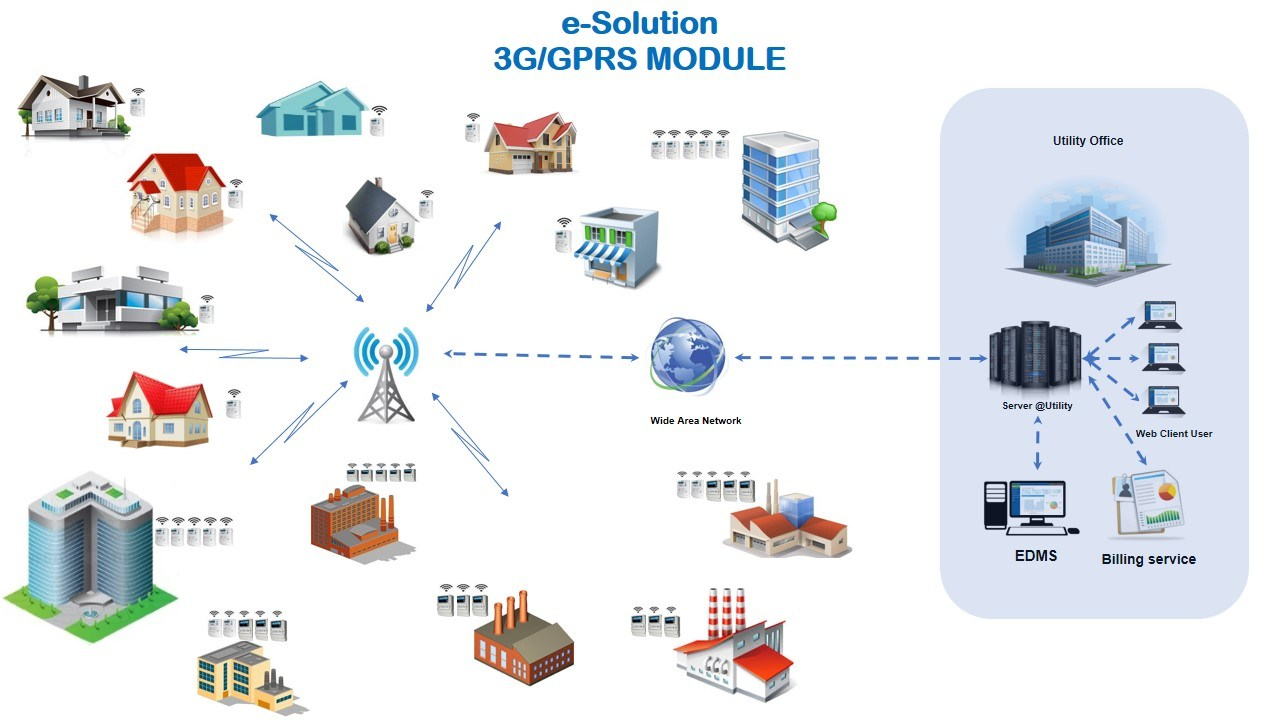 e-Solution
3G/GPRS MODULE
Utility Office
Server @Utility
Wide Area Network
Web Client User
EDMS
Billing service